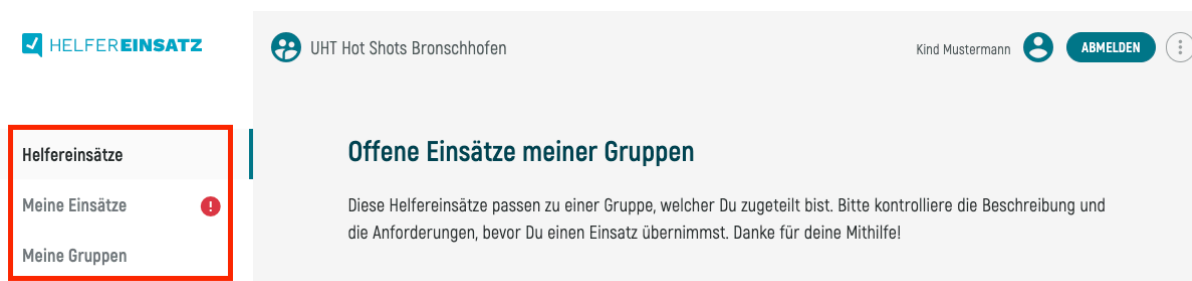 HELFEREINSATZ
UHT Hot Shots Bronschhofen
Kind Mustermann
ABMELDEN
Helfereinsätze
Meine Einsätze
Meine Gruppen
Offene Einsätze meiner Gruppen
Diese Helfereinsätze passen zu einer Gruppe, welcher Du zugeteilt bist. Bitte kontrolliere die Beschreibung und
die Anforderungen, bevor Du einen Einsatz übernimmst. Danke für deine Mithilfe!